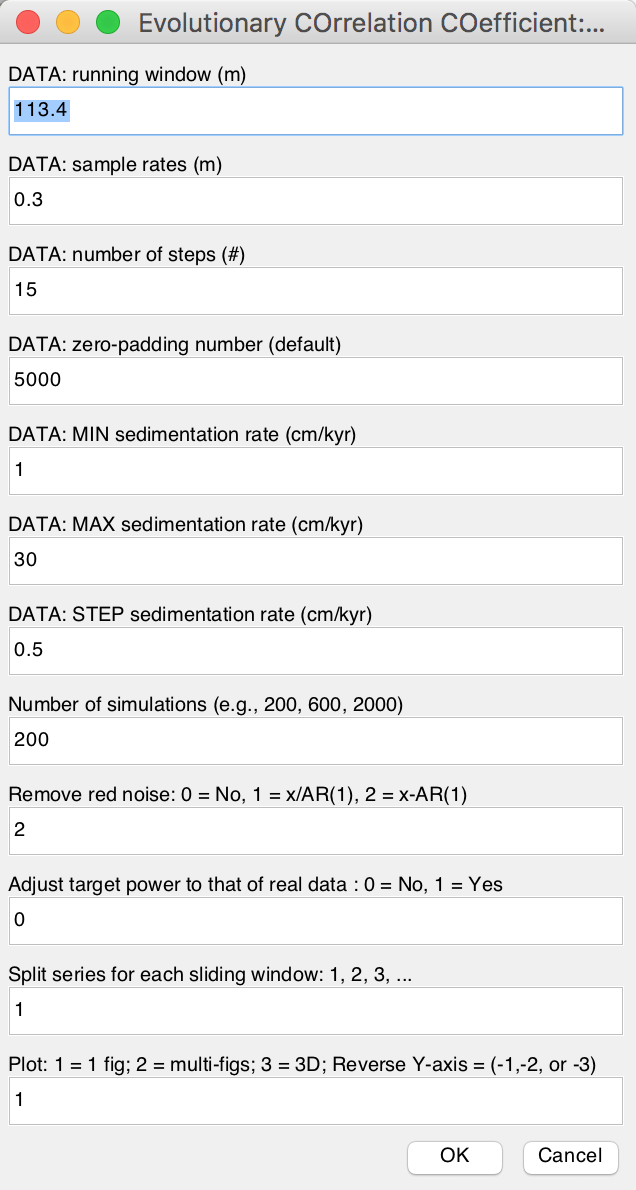 Evolutionary COrrelation COefficient:...
DATA: running window (m)
113.4
DATA: sample rates (m)
0.3
DATA: number of steps (#)
15
DATA: zero-padding number (default)
5000
DATA: MIN sedimentation rate (cm/kyr)
1
DATA: MAX sedimentation rate (cm/kyr)
30
DATA: STEP sedimentation rate (cm/kyr)
0.5
Number of simulations (e.g., 200, 600, 2000)
200
Remove red noise: 0 = No, 1 = x/AR(1), 2 = x-AR(1)
2
Adjust target power to that of real data : 0 = No, 1 = Yes
0
Split series for each sliding window: 1, 2, 3, ...
1
Plot: 1 = 1 fig; 2 = multi-figs; 3 = 3D; Reverse Y-axis = (-1,-2, or -3)
1
OK Cancel